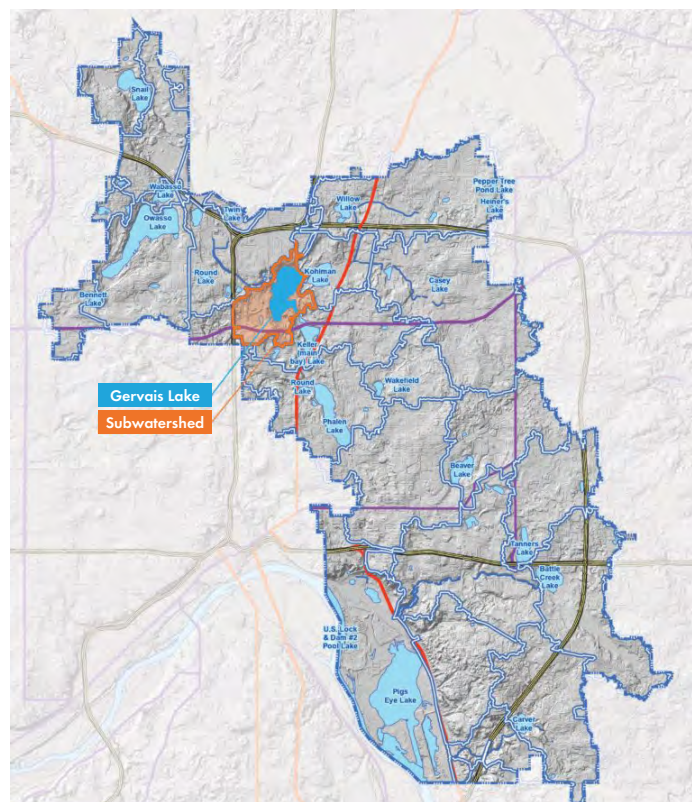 Snail
Lake
Pepper Tree
Pond Lake
Heiner's
Lake
Wabasso
Lake
Willow
Lake
Owasso
Lake
Twin
Lake
Round
Lake
Kohlman
Lake
Casey
Lake
Bennett
Lake
Keller
(main
bay) Lake
Gervais Lake
Subwatershed
Round
Lake
Wakefield
Lake
Phalen
Lake
Beaver
Lake
Tanners
Lake
Battle
Creek
Lake
U.S. Lock
& Dam #2
Pool Lake
Pigs
Eye Lake
Carver
Lake